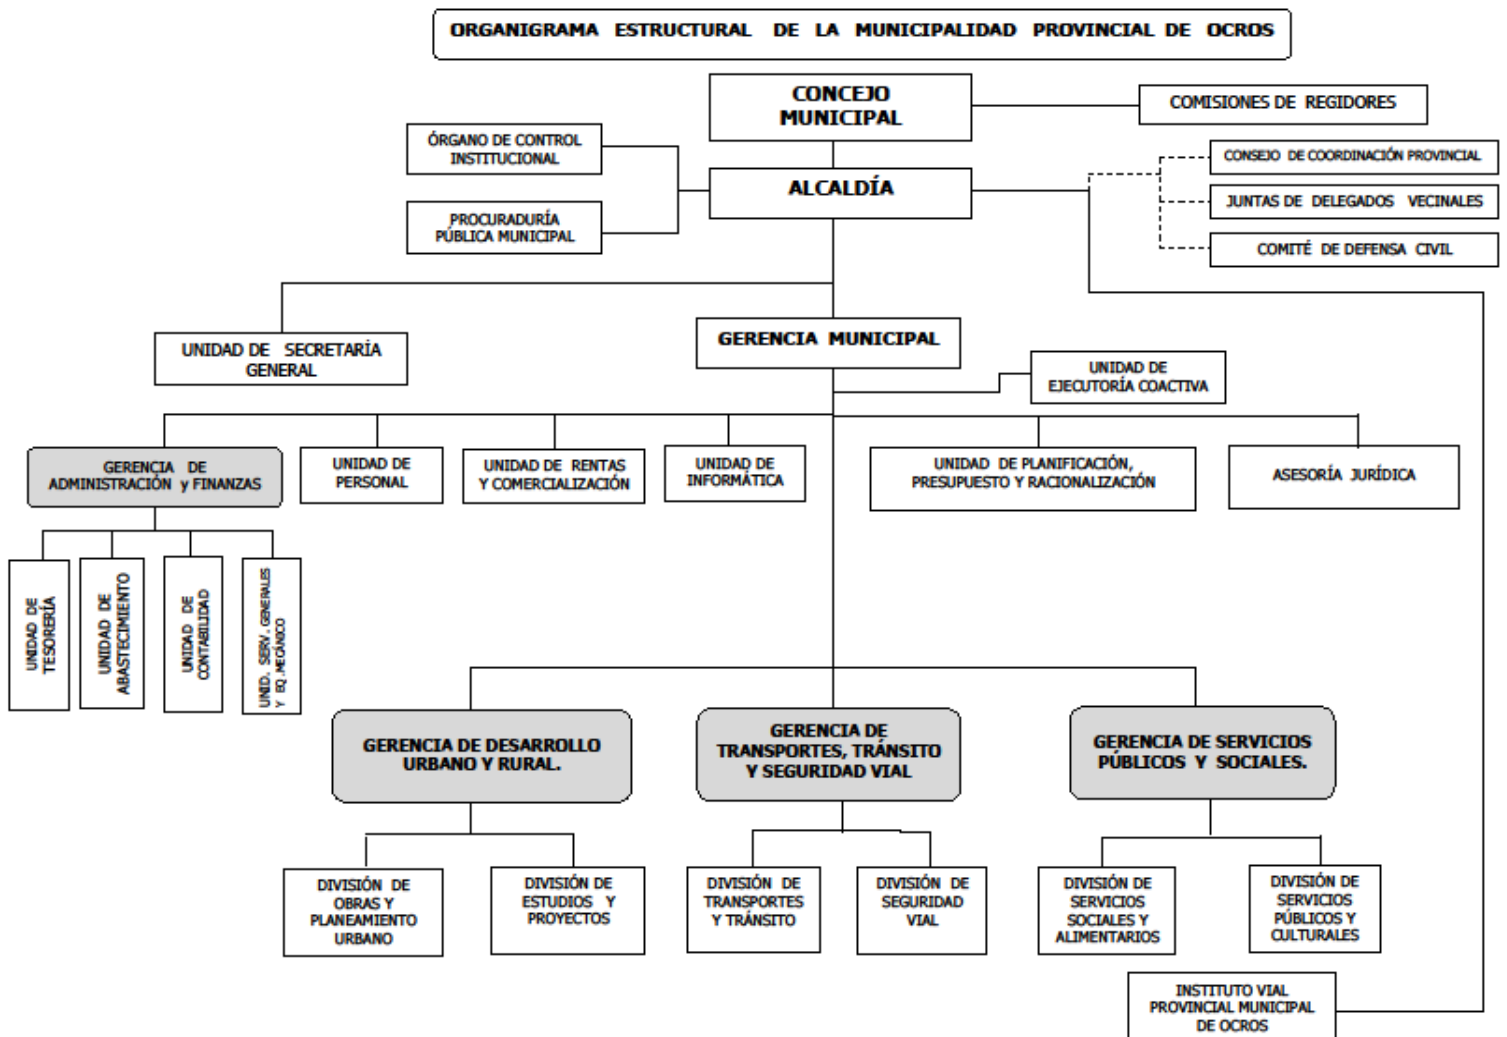 ORGANIGRAMA ESTRUCTURAL DE LA MUNICIPALIDAD PROVINCIAL DE OCROS
CONCEJO
MUNICIPAL
COMISIONES DE REGIDORES
ÓRGANO DE CONTROL
INSTITUCIONAL
CONSEJO DE COORDINACIÓN PROVINCIAL
ALCALDÍA
JUNTAS DE DELEGADOS VECINALES
PROCURADURÍA
PÚBLICA MUNICIPAL
COMITÉ DE DEFENSA CIVIL
UNIDAD DE SECRETARÍA
GENERAL
GERENCIA MUNICIPAL
UNIDAD DE
EJECUTORÍA COACTIVA
GERENCIA DE
ADMINISTRACIÓN y FINANZAS
UNIDAD DE
PERSONAL
UNIDAD DE RENTAS
Y COMERCIALIZACIÓN
UNIDAD DE
INFORMÁTICA
UNIDAD DE PLANIFICACIÓN,
PRESUPUESTO Y RACIONALIZACIÓN
ASESORÍA JURÍDICA
UNIDAD DE
TESORERÍA
UNIDAD DE
ABASTECIMIENTO
UNIDAD DE
CONTABILIDAD
UNID. SERV. GENERALES
Y EQ.MECÁNICO
GERENCIA DE DESARROLLO
URBANO Y RURAL.
GERENCIA DE
TRANSPORTES, TRÁNSITO
Y SEGURIDAD VIAL
GERENCIA DE SERVICIOS
PÚBLICOS Y SOCIALES.
DIVISIÓN DE
OBRAS Y
PLANEAMIENTO
URBANO
DIVISIÓN DE
ESTUDIOS Y
PROYECTOS
DIVISIÓN DE
TRANSPORTES
Y TRÁNSITO
DIVISIÓN DE
SEGURIDAD
VIAL
DIVISIÓN DE
SERVICIOS
SOCIALES Y
ALIMENTARIOS
DIVISIÓN DE
SERVICIOS
PÚBLICOS Y
CULTURALES
INSTITUTO VIAL
PROVINCIAL MUNICIPAL
DE OCROS